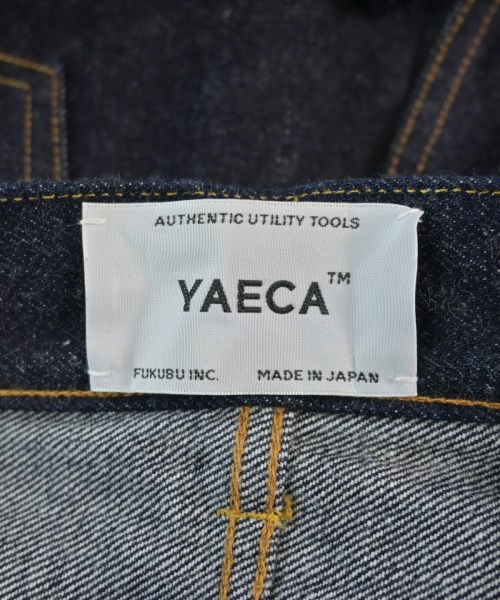 AUTHENTIC UTILITY TOOLS
YAECA™
FUKUBU INC. MADE IN JAPAN